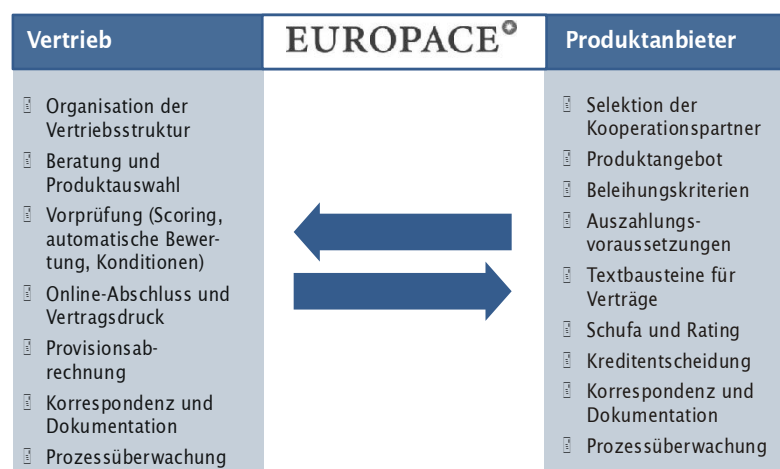 Vertrieb
EUROPACE
Produktanbieter
Organisation der
Vertriebsstruktur
Beratung und
Produktauswahl
Vorprüfung (Scoring,
automatische Bewer-
tung, Konditionen)
Online-Abschluss und
Vertragsdruck
Provisionsab-
rechnung
Korrespondenz und
Dokumentation
Prozessüberwachung
Selektion der
Kooperationspartner
Produktangebot
Beleihungskriterien
Auszahlungs-
voraussetzungen
Textbausteine für
Verträge
Schufa und Rating
Kreditentscheidung
Korrespondenz und
Dokumentation
Prozessüberwachung